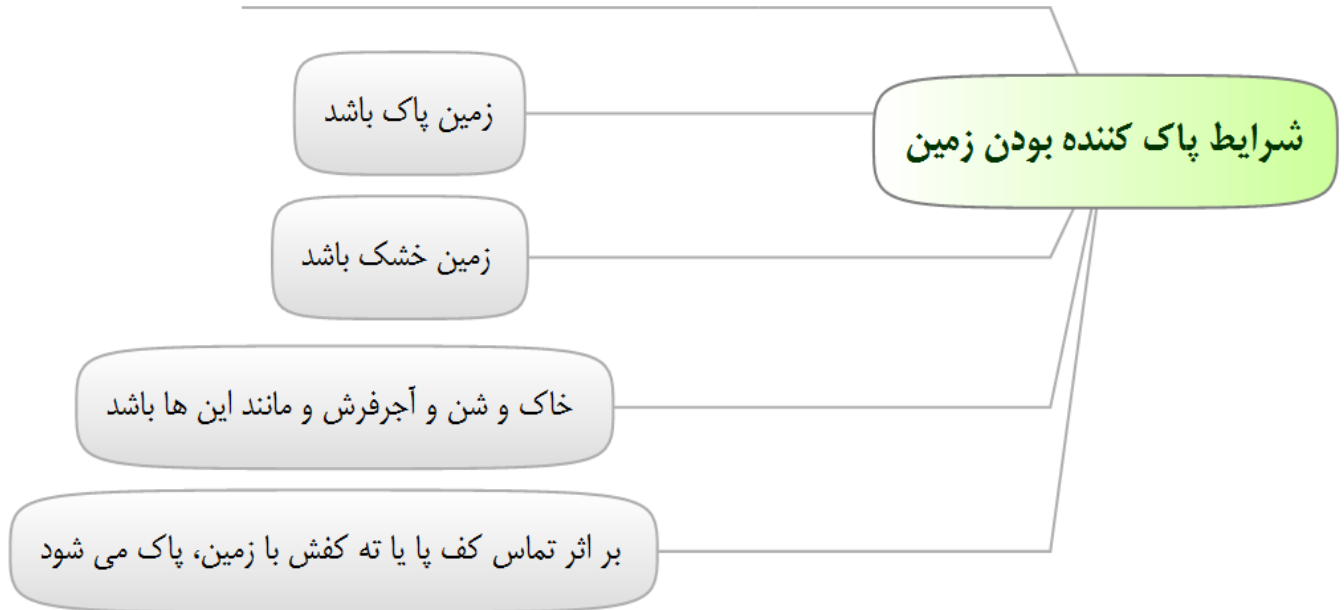 شرایط پاک کننده بودن زمین
زمین پاک باشد
زمین خشک باشد
خاک و شن و آجرفرش و مانند این ها باشد
بر اثر تماس کف پا یا ته کفش با زمین، پاک می شود